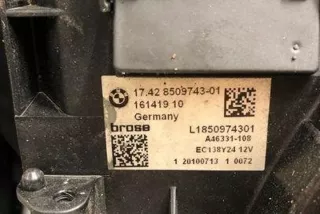 17.42 8509743-01
161419 10
Germany
brose
L1850974301
A46331-108
EC138Y24 12V
1 20100713 1 0072